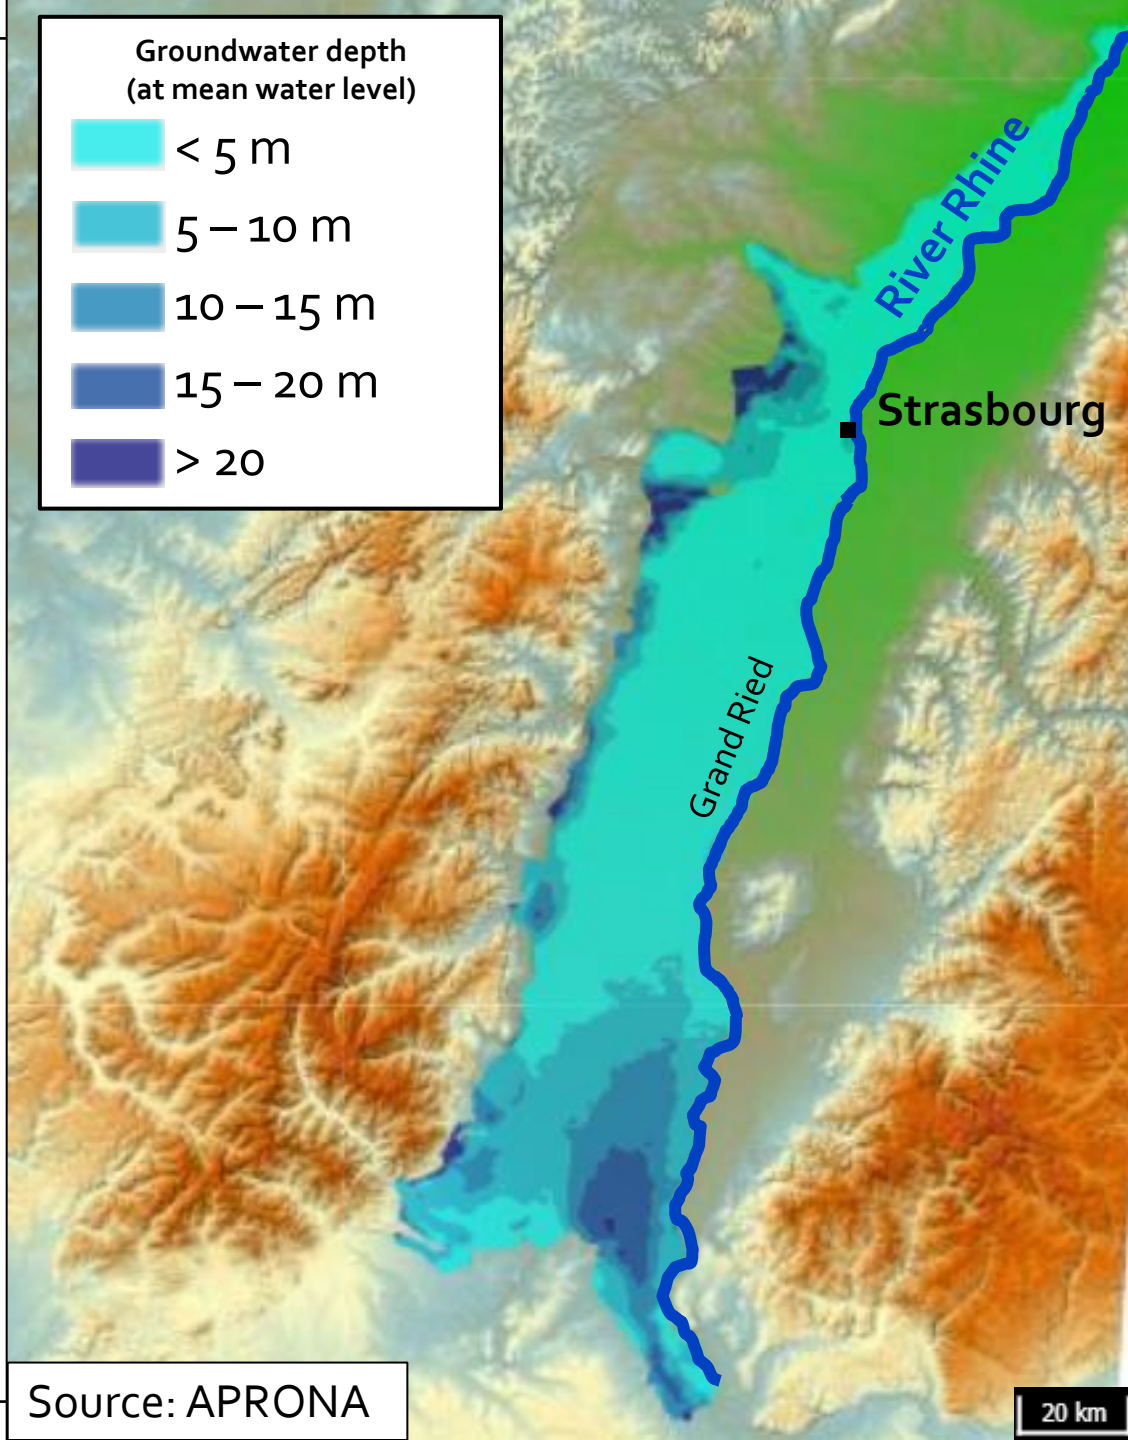 Groundwater depth
(at mean water level)
< 5 m
5 – 10 m
10 – 15 m
15 – 20 m
> 20
River Rhine
Strasbourg
Grand Ried
Source: APRONA
20 km